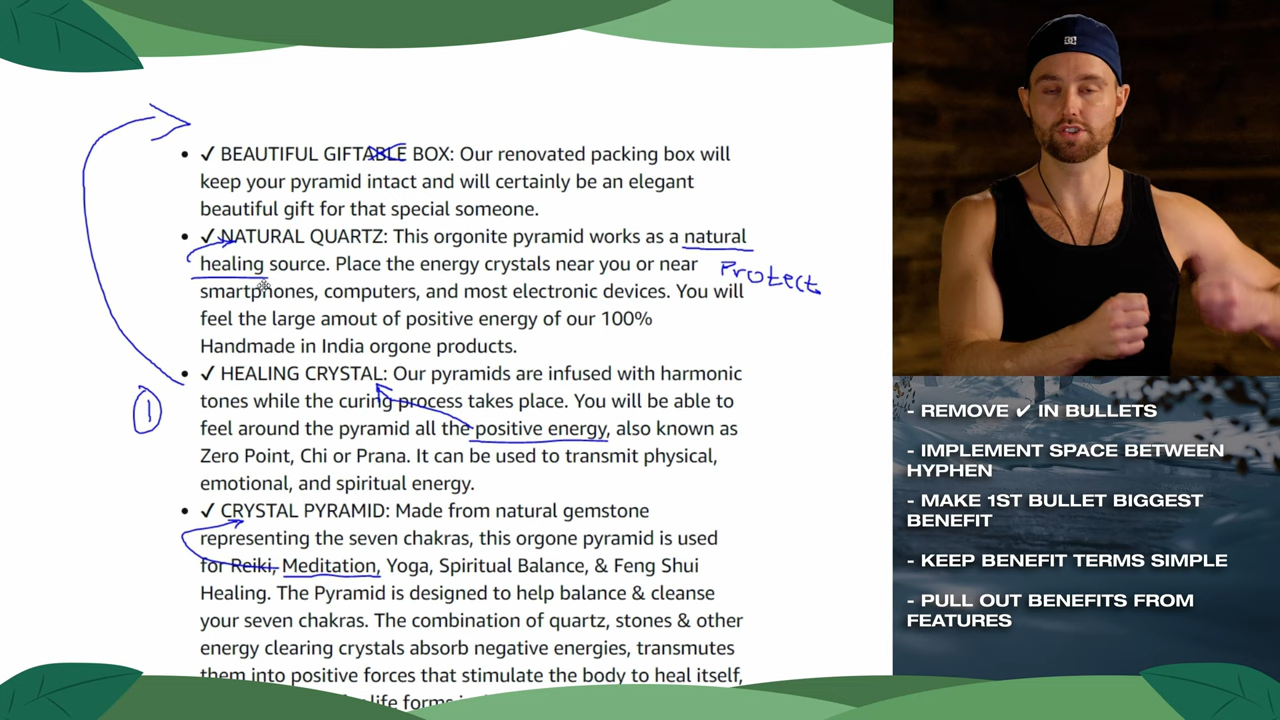 ✓ BEAUTIFUL GIFTABLE BOX: Our renovated packing box will
keep your pyramid intact and will certainly be an elegant
beautiful gift for that special someone.
✓ NATURAL QUARTZ: This orgonite pyramid works as a natural
healing source. Place the energy crystals near you or near
Protect
smartphones, computers, and most electronic devices. You will
feel the large amout of positive energy of our 100%
Handmade in India orgone products.
✓ HEALING CRYSTAL: Our pyramids are infused with harmonic
tones while the curing process takes place. You will be able to
1
feel around the pyramid all the positive energy, also known as
Zero Point, Chi or Prana. It can be used to transmit physical,
emotional, and spiritual energy.
✓ CRYSTAL PYRAMID: Made from natural gemstone
representing the seven chakras, this orgone pyramid is used
for Reiki, Meditation, Yoga, Spiritual Balance, & Feng Shui
Healing. The Pyramid is designed to help balance & cleanse
your seven chakras. The combination of quartz, stones & other
energy clearing crystals absorb negative energies, transmutes
them into positive forces that stimulate the body to heal itself,
life forms
- REMOVE ✓ IN BULLETS
- IMPLEMENT SPACE BETWEEN
HYPHEN
- MAKE 1ST BULLET BIGGEST
BENEFIT
- KEEP BENEFIT TERMS SIMPLE
- PULL OUT BENEFITS FROM
FEATURES